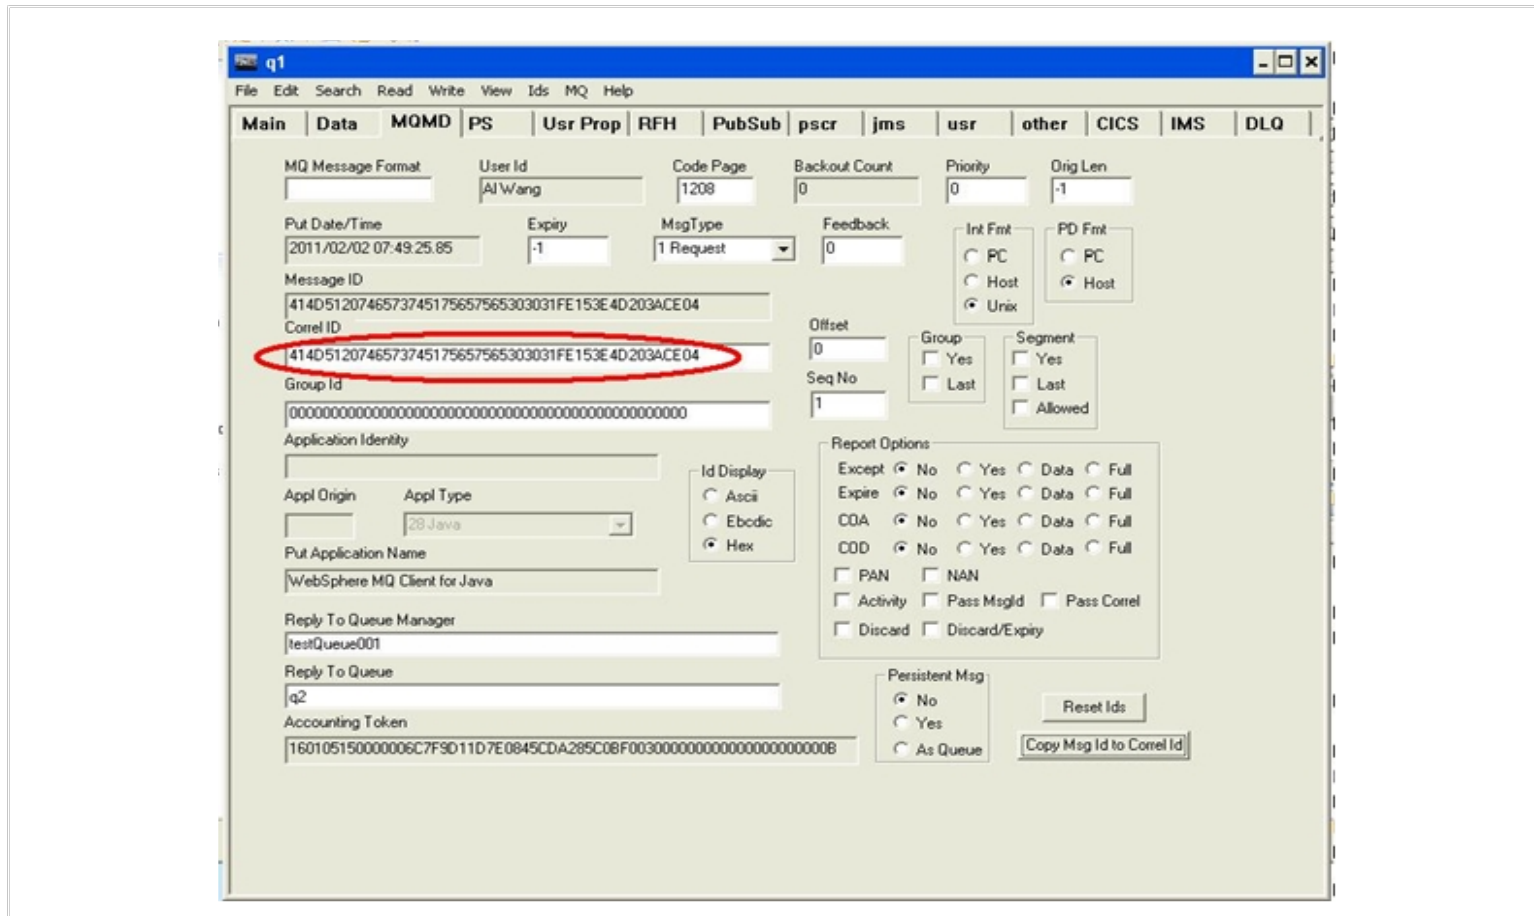 q1
File Edit Search Read Write View Ids MQ Help
Main Data MQMD PS Usr Prop RFH PubSub pscr jms usr other CICS IMS DLQ
MQ Message Format User Id Code Page Backout Count Priority Orig Len
Al Wang 1208 0 0 -1
Put Date/Time Expiry MsgType Feedback Int Fmt PD Fmt
2011/02/02 07:49:25.85 -1 1 Request 0 PC PC
Message ID Host Host
414D5120746573745175657565303031FE153E4D203ACE04 Unix
Correl ID Offset Group Segment
414D5120746573745175657565303031FE153E4D203ACE04 0 Yes Yes
Group Id Seq No Last Last
000000000000000000000000000000000000000000000000 1 Allowed
Application Identity Report Options
Id Display Except No Yes Data Full
Appl Origin Appl Type Ascii Expire No Yes Data Full
28 Java Ebcdic COA No Yes Data Full
Put Application Name Hex COD No Yes Data Full
WebSphere MQ Client for Java PAN NAN
Activity Pass MsgId Pass Correl
Reply To Queue Manager Discard Discard/Expiry
testQueue001
Reply To Queue Persistent Msg
q2 No Reset Ids
Accounting Token Yes
As Queue Copy Msg Id to Correl Id